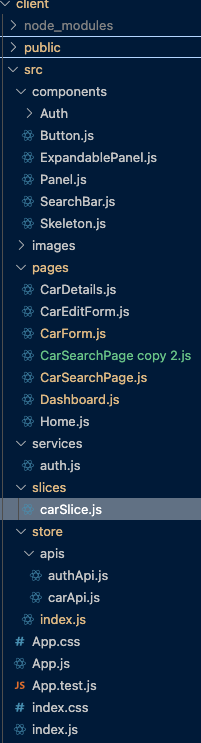 client
node_modules
public
src
components
Auth
Button.js
ExpandablePanel.js
Panel.js
SearchBar.js
Skeleton.js
images
pages
CarDetails.js
CarEditForm.js
CarForm.js
CarSearchPage copy 2.js
CarSearchPage.js
Dashboard.js
Home.js
services
auth.js
slices
carSlice.js
store
apis
authApi.js
carApi.js
index.js
# App.css
App.js
JS App.test.js
# index.css
index.js